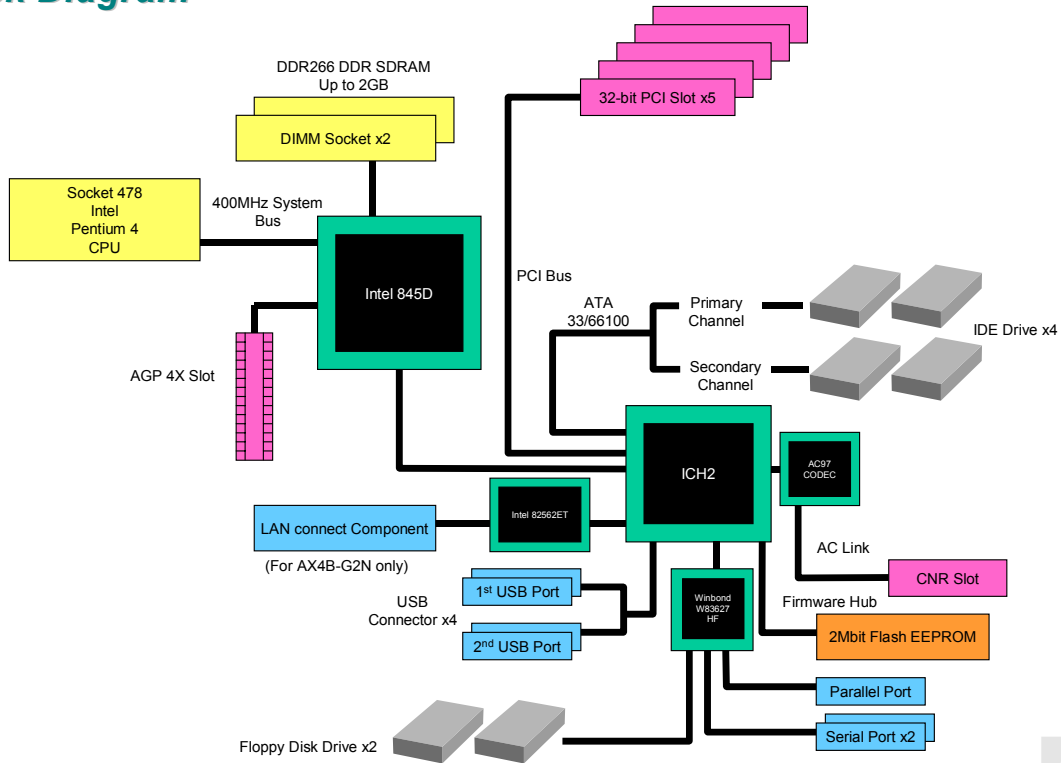 Diagram
DDR266 DDR SDRAM
Up to 2GB
DIMM Socket x2
32-bit PCI Slot x5
Socket 478
Intel
Pentium 4
CPU
400MHz System
Bus
Intel 845D
PCI Bus
ATA
33/66100
Primary
Channel
IDE Drive x4
Secondary
Channel
AGP 4X Slot
ICH2
AC97
CODEC
Intel 82562ET
LAN connect Component
(For AX4B-G2N only)
AC Link
CNR Slot
USB
Connector x4
1st USB Port
2nd USB Port
Winbond
W83627
HF
Firmware Hub
2Mbit Flash EEPROM
Parallel Port
Serial Port x2
Floppy Disk Drive x2